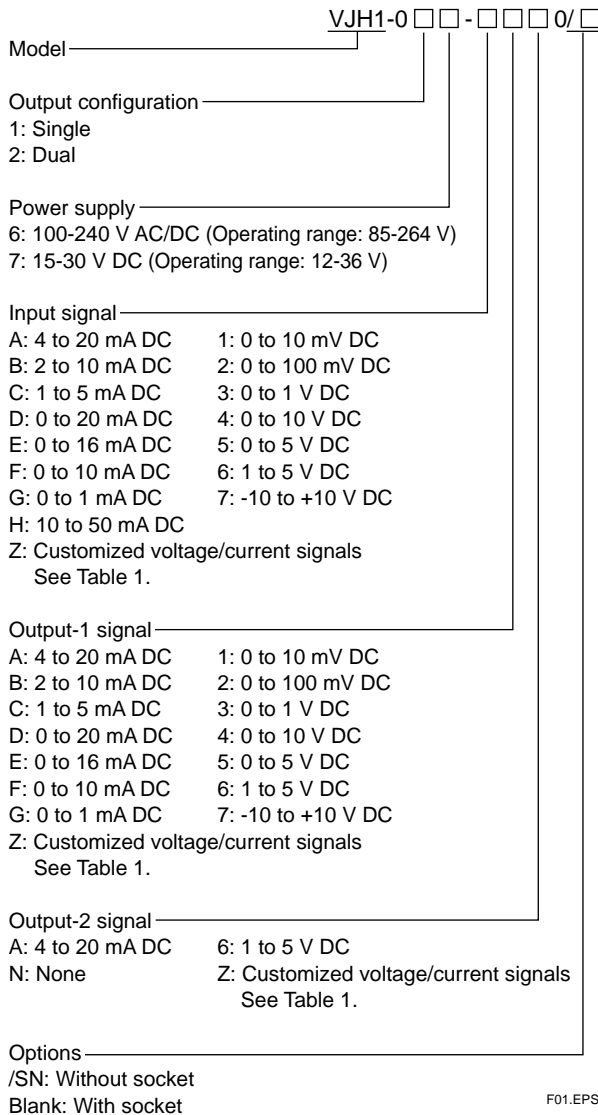 VJH1-0□□-□□□0/□
Model
Output configuration
1: Single
2: Dual
Power supply
6: 100-240 V AC/DC (Operating range: 85-264 V)
7: 15-30 V DC (Operating range: 12-36 V)
Input signal
A: 4 to 20 mA DC 1: 0 to 10 mV DC
B: 2 to 10 mA DC 2: 0 to 100 mV DC
C: 1 to 5 mA DC 3: 0 to 1 V DC
D: 0 to 20 mA DC 4: 0 to 10 V DC
E: 0 to 16 mA DC 5: 0 to 5 V DC
F: 0 to 10 mA DC 6: 1 to 5 V DC
G: 0 to 1 mA DC 7: -10 to +10 V DC
H: 10 to 50 mA DC
Z: Customized voltage/current signals
See Table 1.
Output-1 signal
A: 4 to 20 mA DC 1: 0 to 10 mV DC
B: 2 to 10 mA DC 2: 0 to 100 mV DC
C: 1 to 5 mA DC 3: 0 to 1 V DC
D: 0 to 20 mA DC 4: 0 to 10 V DC
E: 0 to 16 mA DC 5: 0 to 5 V DC
F: 0 to 10 mA DC 6: 1 to 5 V DC
G: 0 to 1 mA DC 7: -10 to +10 V DC
Z: Customized voltage/current signals
See Table 1.
Output-2 signal
A: 4 to 20 mA DC 6: 1 to 5 V DC
N: None Z: Customized voltage/current signals
See Table 1.
Options
/SN: Without socket
Blank: With socket
F01.EPS